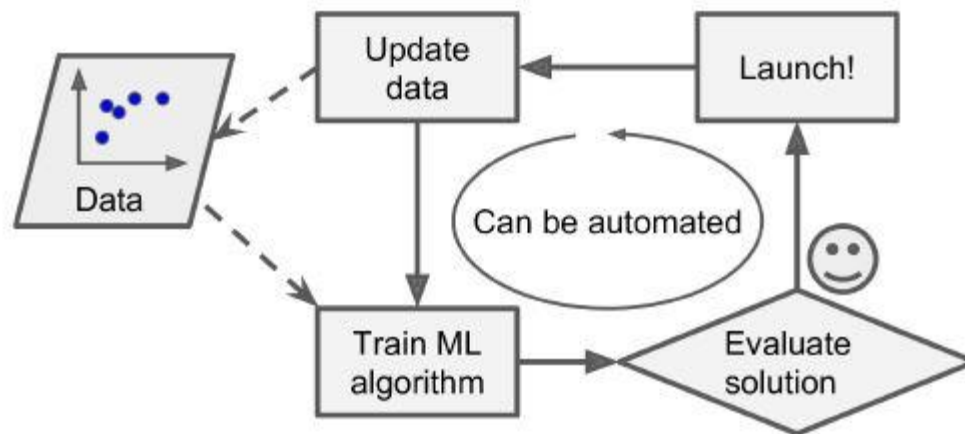 Update
data
Launch!
Data
Can be automated
Train ML
algorithm
Evaluate
solution